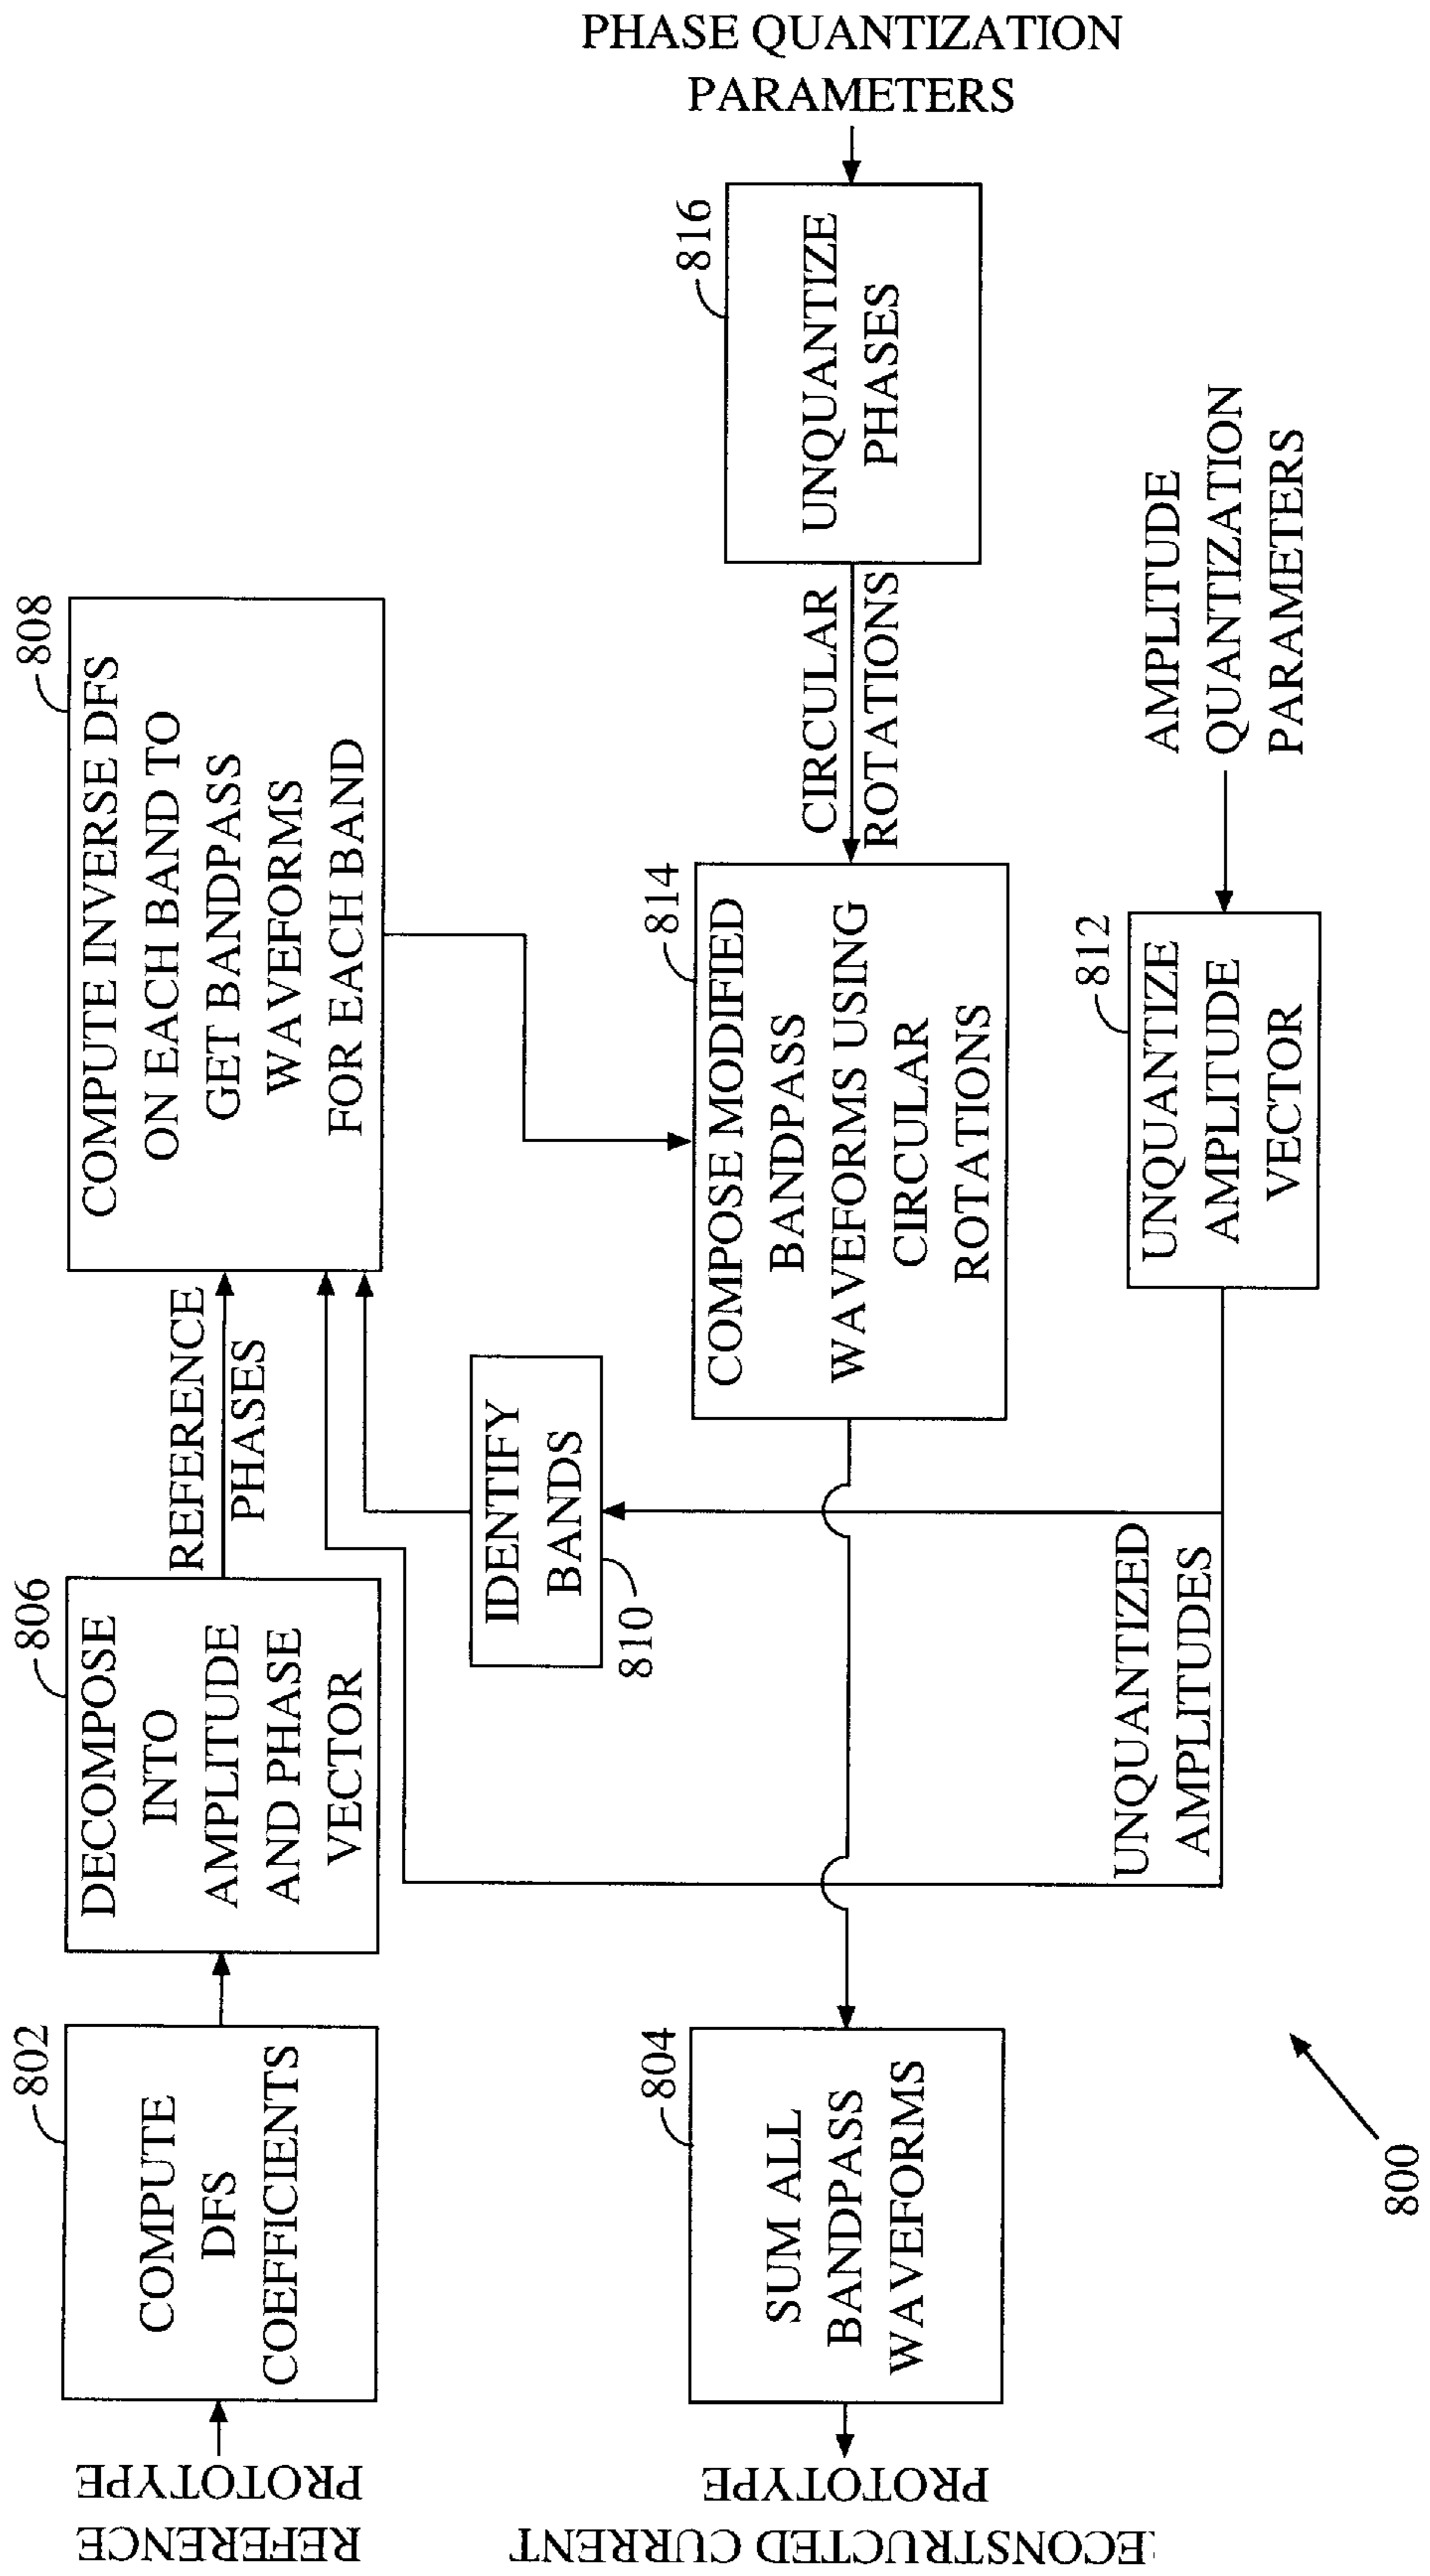 REFERENCE
PROTOTYPE
802
COMPUTE
DFS
COEFFICIENTS
806
DECOMPOSE
INTO
AMPLITUDE
AND PHASE
VECTOR
REFERENCE
PHASES
808
COMPUTE INVERSE DFS
ON EACH BAND TO
GET BANDPASS
WAVEFORMS
FOR EACH BAND
IDENTIFY
BANDS
810
804
SUM ALL
BANDPASS
WAVEFORMS
ECONSTRUCTED CURRENT
PROTOTYPE
814
COMPOSE MODIFIED
BANDPASS
WAVEFORMS USING
CIRCULAR
ROTATIONS
CIRCULAR
ROTATIONS
816
UNQUANTIZE
PHASES
PHASE QUANTIZATION
PARAMETERS
UNQUANTIZED
AMPLITUDES
812
UNQUANTIZE
AMPLITUDE
VECTOR
AMPLITUDE
QUANTIZATION
PARAMETERS
800